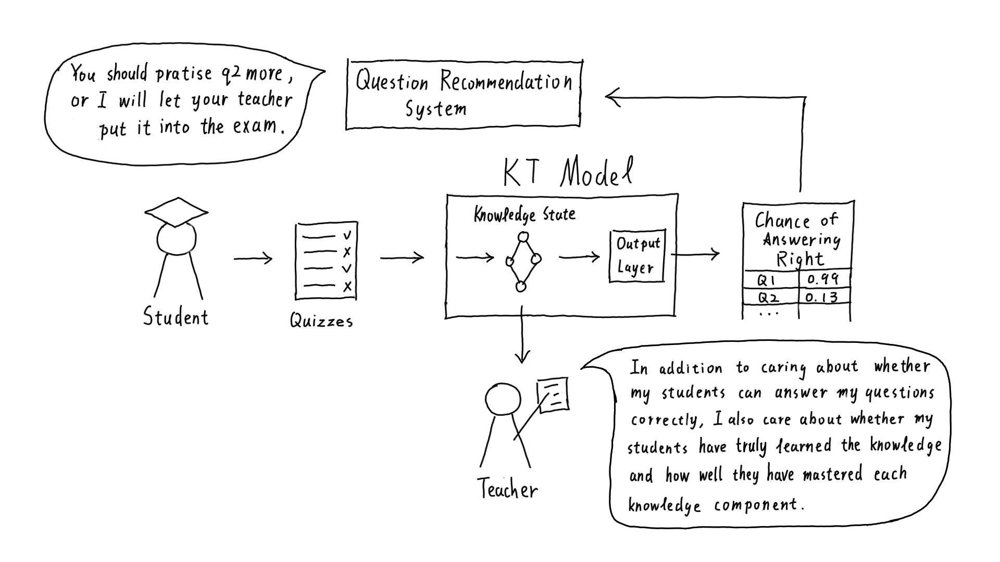 You should pratise q2 more,
or I will let your teacher
put it into the exam.
Question Recommendation
System
KT Model
Knowledge State
Output
Layer
Chance of
Answering
Right
Q1 0.99
Q2 0.13
...
Student
Quizzes
In addition to caring about whether
my students can answer my questions
correctly, I also care about whether my
students have truly learned the knowledge
and how well they have mastered each
knowledge component.
Teacher